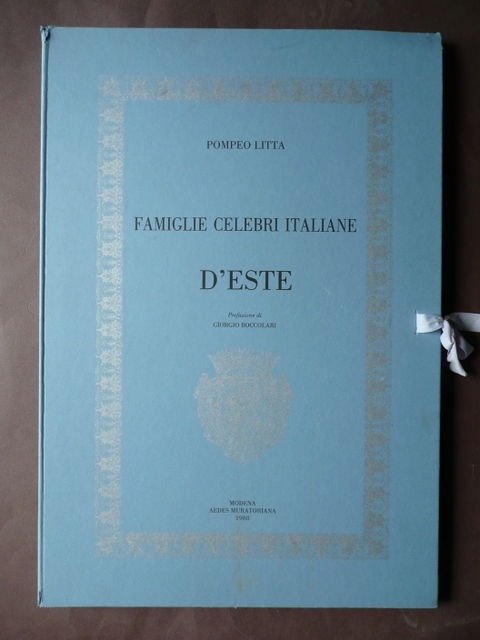 POMPEO LITTA
FAMIGLIE CELEBRI ITALIANE
D'ESTE
Prefazione di
GIORGIO BOCCOLARI
MODENA
AEDES MURATORIANA
1980